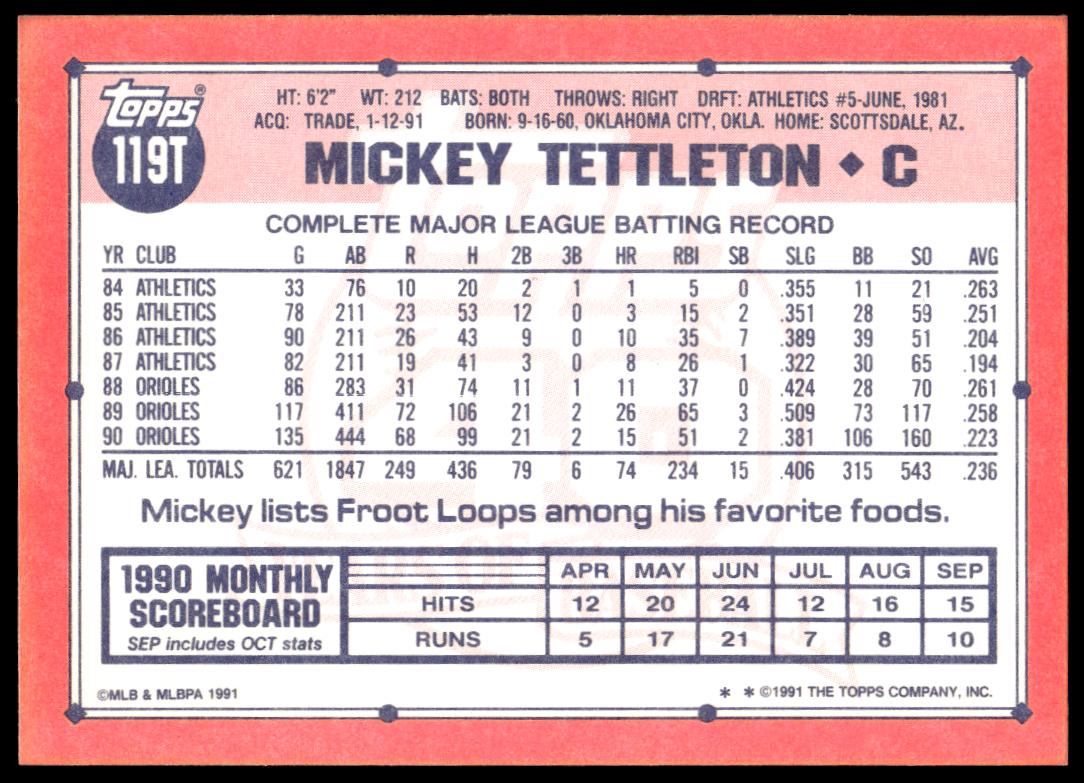 Topps®
119T
HT: 6'2" WT: 212 BATS: BOTH THROWS: RIGHT DRFT: ATHLETICS #5-JUNE, 1981
ACQ: TRADE, 1-12-91 BORN: 9-16-60, OKLAHOMA CITY, OKLA. HOME: SCOTTSDALE, AZ.
MICKEY TETTLETON ◆ C
COMPLETE MAJOR LEAGUE BATTING RECORD
YR CLUB G AB R H 2B 3B HR RBI SB SLG BB SO AVG
84 ATHLETICS 33 76 10 20 2 1 1 5 0 .355 11 21 .263
85 ATHLETICS 78 211 23 53 12 0 3 15 2 .351 28 59 .251
86 ATHLETICS 90 211 26 43 9 0 10 35 7 .389 39 51 .204
87 ATHLETICS 82 211 19 41 3 0 8 26 1 .322 30 65 .194
88 ORIOLES 86 283 31 74 11 1 11 37 0 .424 28 70 .261
89 ORIOLES 117 411 72 106 21 2 26 65 3 .509 73 117 .258
90 ORIOLES 135 444 68 99 21 2 15 51 2 .381 106 160 .223
MAJ. LEA. TOTALS 621 1847 249 436 79 6 74 234 15 .406 315 543 .236
Mickey lists Froot Loops among his favorite foods.
1990 MONTHLY
SCOREBOARD
SEP includes OCT stats
APR MAY JUN JUL AUG SEP
HITS 12 20 24 12 16 15
RUNS 5 17 21 7 8 10
©MLB & MLBPA 1991
* * ©1991 THE TOPPS COMPANY, INC.